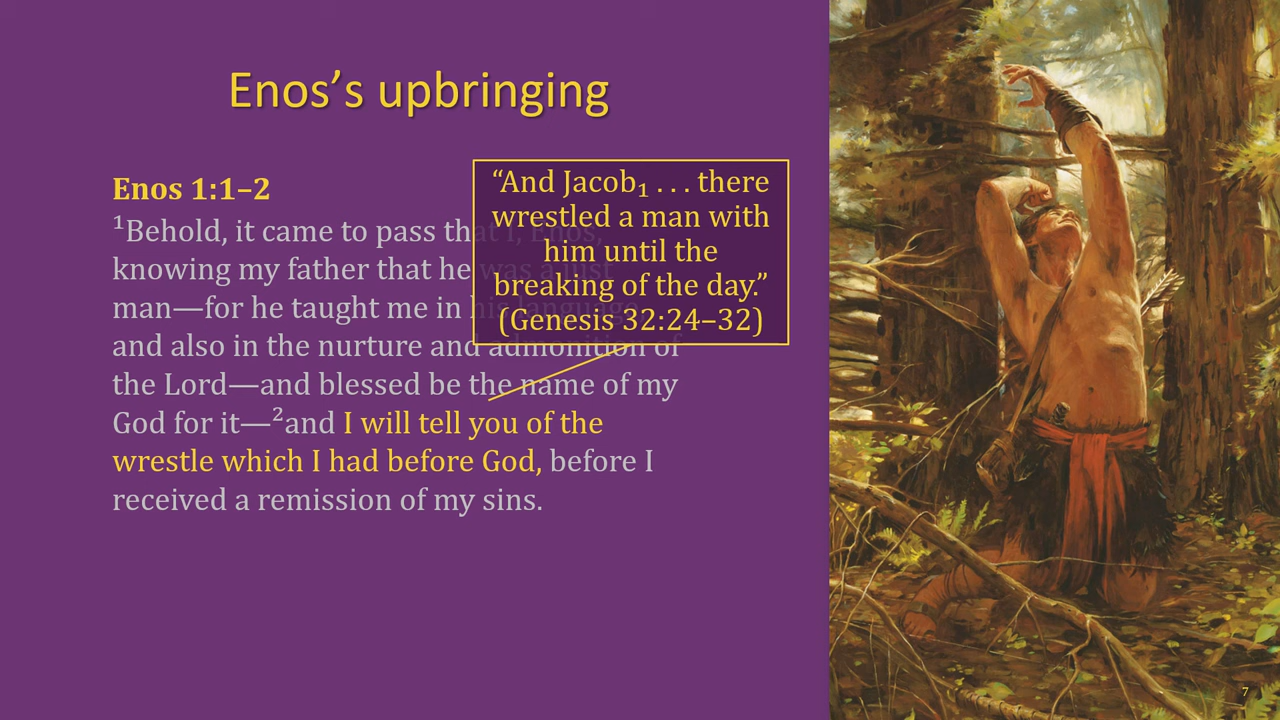 Enos’s upbringing
Enos 1:1–2
¹Behold, it came to pass that I, Enos,
knowing my father that he was a just
man—for he taught me in his language,
and also in the nurture and admonition of
the Lord—and blessed be the name of my
God for it—²and I will tell you of the
wrestle which I had before God, before I
received a remission of my sins.
“And Jacob₁ . . . there
wrestled a man with
him until the
breaking of the day.”
(Genesis 32:24–32)
7